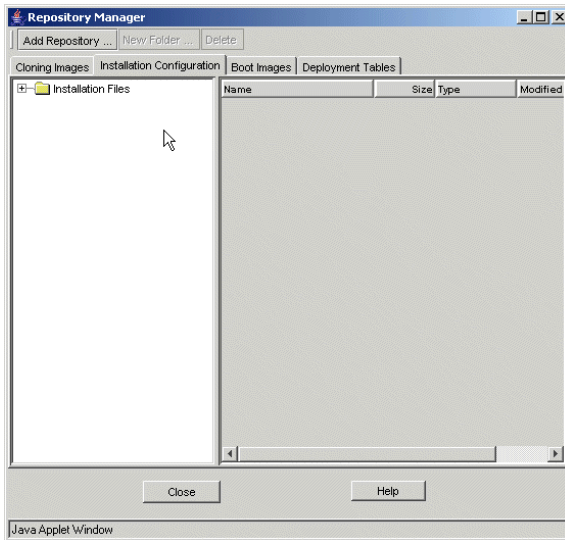 Repository Manager
Add Repository ... New Folder ... Delete
Cloning Images Installation Configuration Boot Images Deployment Tables
Installation Files
Name Size Type Modified
Close Help
Java Applet Window